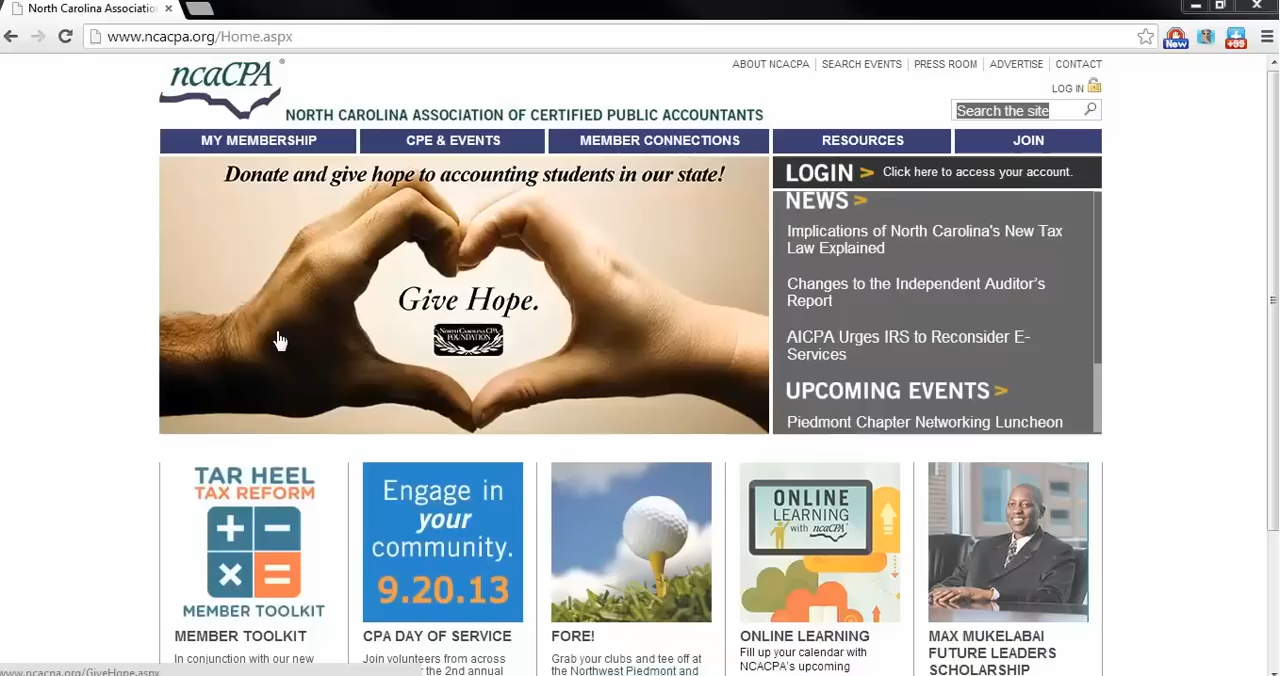 North Carolina Associatio
www.ncacpa.org/Home.aspx
New
+99
ncaCPA
NORTH CAROLINA ASSOCIATION OF CERTIFIED PUBLIC ACCOUNTANTS
ABOUT NCACPA
SEARCH EVENTS
PRESS ROOM
ADVERTISE
CONTACT
LOG IN
Search the site
MY MEMBERSHIP
CPE & EVENTS
MEMBER CONNECTIONS
RESOURCES
JOIN
Donate and give hope to accounting students in our state!
Give Hope.
NORTH CAROLINA CPA
FOUNDATION
LOGIN > Click here to access your account.
NEWS >
Implications of North Carolina's New Tax
Law Explained
Changes to the Independent Auditor's
Report
AICPA Urges IRS to Reconsider E-
Services
UPCOMING EVENTS >
Piedmont Chapter Networking Luncheon
TAR HEEL
TAX REFORM
+ −
× =
MEMBER TOOLKIT
MEMBER TOOLKIT
In conjunction with our new
Engage in
your
community.
9.20.13
CPA DAY OF SERVICE
Join volunteers from across
the 2nd annual
FORE!
Grab your clubs and tee off at
the Northwest Piedmont and
ONLINE
LEARNING
with ncaCPA
ONLINE LEARNING
Fill up your calendar with
NCACPA's upcoming
MAX MUKELABAI
FUTURE LEADERS
SCHOLARSHIP
www.ncacpa.org/GiveHope.aspx